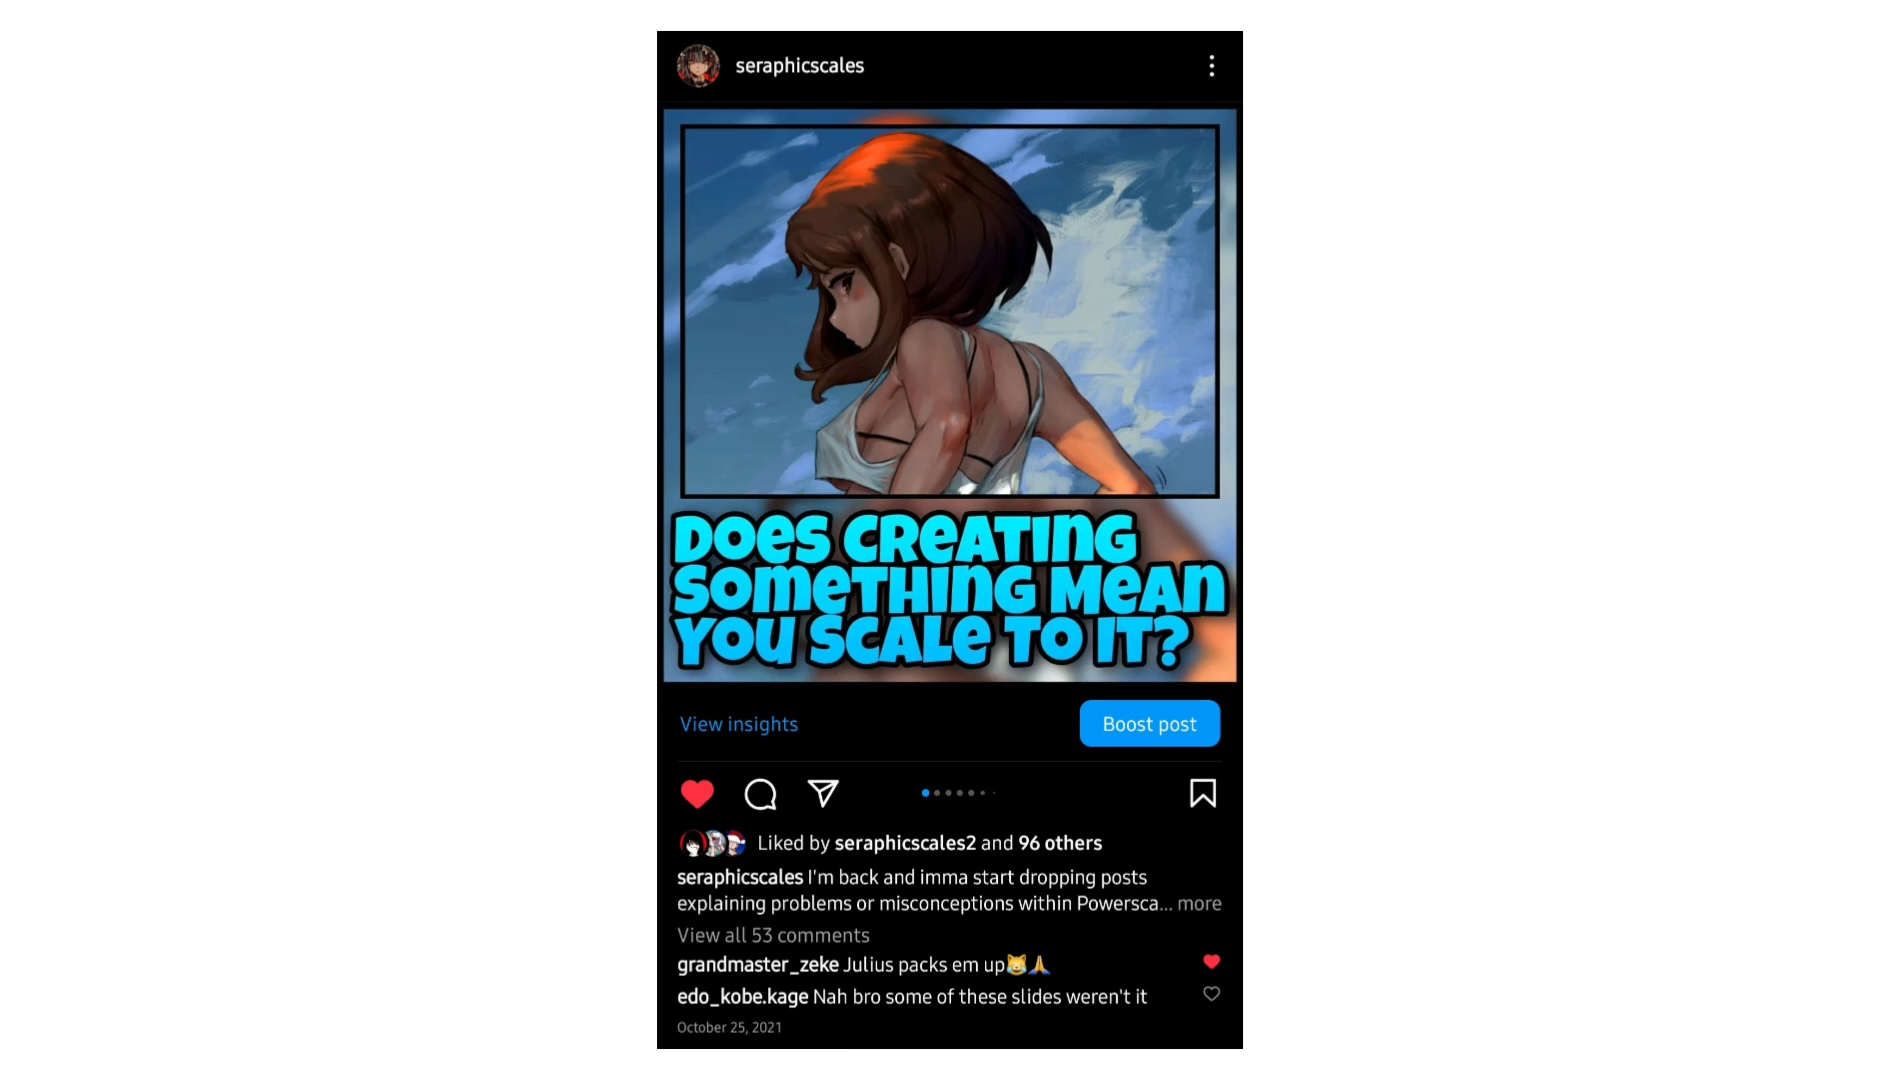 seraphicscales
DOES CREATING
SOMETHING MEAN
YOU SCALE TO IT?
View insights
Boost post
Liked by seraphicscales2 and 96 others
seraphicscales I'm back and imma start dropping posts
explaining problems or misconceptions within Powersca... more
View all 53 comments
grandmaster_zeke Julius packs em up😹🙏
edo_kobe.kage Nah bro some of these slides weren't it
October 25, 2021